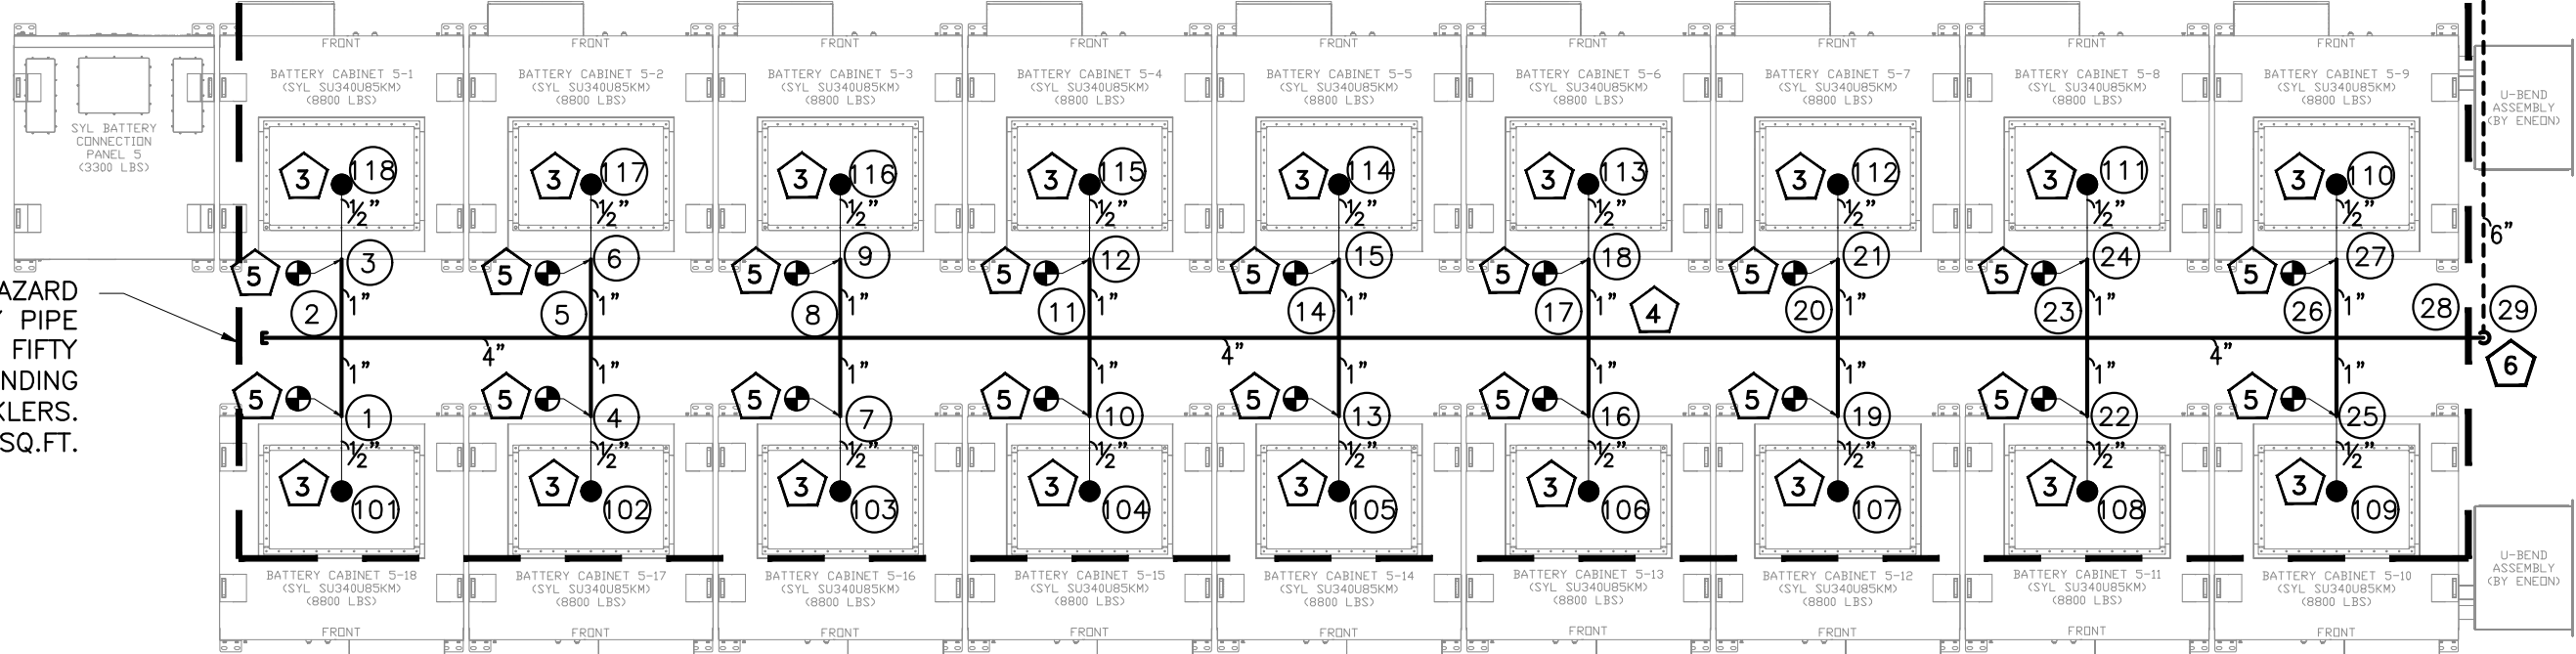 FRONT FRONT FRONT FRONT FRONT FRONT FRONT FRONT FRONT
BATTERY CABINET 5-1
(SYL SU340U85KM)
(8800 LBS)
BATTERY CABINET 5-2
(SYL SU340U85KM)
(8800 LBS)
BATTERY CABINET 5-3
(SYL SU340U85KM)
(8800 LBS)
BATTERY CABINET 5-4
(SYL SU340U85KM)
(8800 LBS)
BATTERY CABINET 5-5
(SYL SU340U85KM)
(8800 LBS)
BATTERY CABINET 5-6
(SYL SU340U85KM)
(8800 LBS)
BATTERY CABINET 5-7
(SYL SU340U85KM)
(8800 LBS)
BATTERY CABINET 5-8
(SYL SU340U85KM)
(8800 LBS)
BATTERY CABINET 5-9
(SYL SU340U85KM)
(8800 LBS)
U-BEND
ASSEMBLY
(BY ENEON)
SYL BATTERY
CONNECTION
PANEL 5
(3300 LBS)
3 118 3 117 3 116 3 115 3 114 3 113 3 112 3 111 3 110
½" ½" ½" ½" ½" ½" ½" ½" ½"
6"
5 3 5 6 5 9 5 12 5 15 5 18 5 21 5 24 5 27
2 1" 5 1" 8 1" 11 1" 14 1" 17 1" 4 20 1" 23 1" 26 1" 28 29
AZARD
PIPE
FIFTY
NDING
KLERS.
SQ.FT.
4" 4" 4"
1" 1" 1" 1" 1" 1" 1" 1" 1" 6
5 1 5 4 5 7 5 10 5 13 5 16 5 19 5 22 5 25
½" ½" ½" ½" ½" ½" ½" ½" ½"
3 101 3 102 3 103 3 104 3 105 3 106 3 107 3 108 3 109
BATTERY CABINET 5-18
(SYL SU340U85KM)
(8800 LBS)
BATTERY CABINET 5-17
(SYL SU340U85KM)
(8800 LBS)
BATTERY CABINET 5-16
(SYL SU340U85KM)
(8800 LBS)
BATTERY CABINET 5-15
(SYL SU340U85KM)
(8800 LBS)
BATTERY CABINET 5-14
(SYL SU340U85KM)
(8800 LBS)
BATTERY CABINET 5-13
(SYL SU340U85KM)
(8800 LBS)
BATTERY CABINET 5-12
(SYL SU340U85KM)
(8800 LBS)
BATTERY CABINET 5-11
(SYL SU340U85KM)
(8800 LBS)
BATTERY CABINET 5-10
(SYL SU340U85KM)
(8800 LBS)
U-BEND
ASSEMBLY
(BY ENEON)
FRONT FRONT FRONT FRONT FRONT FRONT FRONT FRONT FRONT